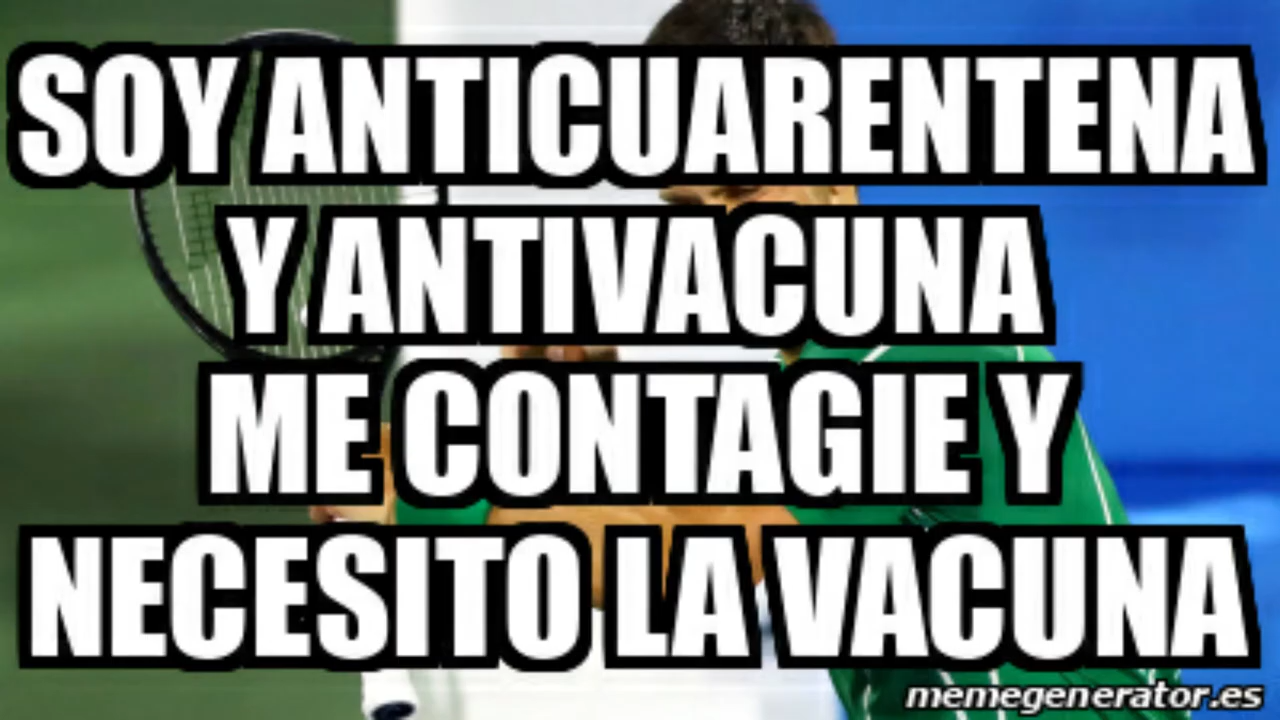 SOY ANTICUARENTENA
Y ANTIVACUNA
ME CONTAGIE Y
NECESITO LA VACUNA
memegenerator.es